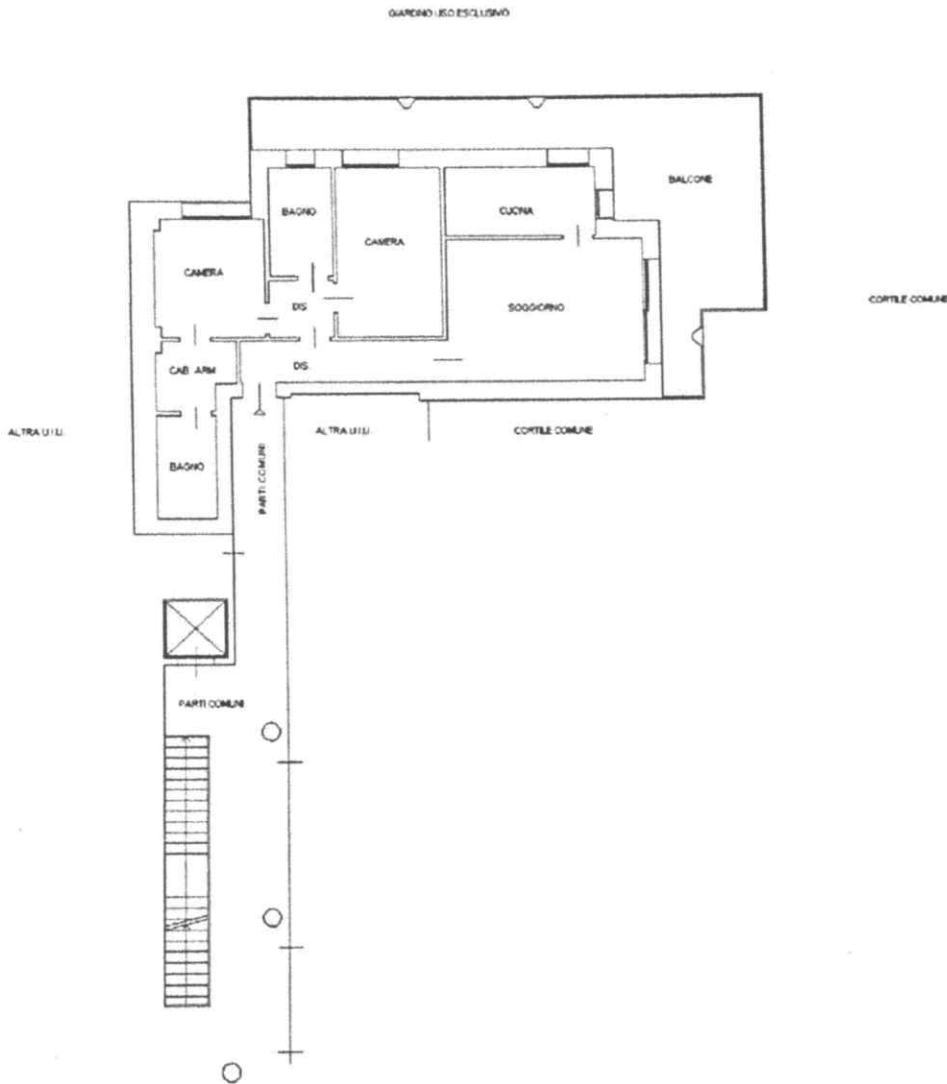 GIARDINO USO ESCLUSIVO
BALCONE
BAGNO
CUCINA
CAMERA
CAMERA
CORTILE COMUNE
DIS.
SOGGIORNO
DIS.
CAB. ARM.
ALTRA U.I.U.
ALTRA U.I.U.
CORTILE COMUNE
BAGNO
PARTI COMUNI
PARTI COMUNI